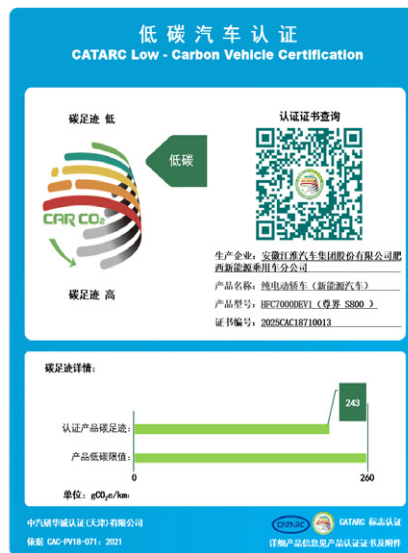 低碳汽车认证
CATARC Low - Carbon Vehicle Certification
碳足迹 低
低碳
CAR CO₂
碳足迹 高
认证证书查询
生产企业：安徽江淮汽车集团股份有限公司肥
西新能源乘用车分公司
产品名称：纯电动轿车（新能源汽车）
产品型号：HFC7000DEV1（尊界 S800 ）
证书编号：2025CAC18710013
碳足迹详情：
243
认证产品碳足迹：
产品低碳限值：
0
260
单位：gCO₂e/km
中汽研华诚认证(天津)有限公司
依据 CAC-PV18-071：2021
CATARC
CATARC 标志认证
详细产品信息见产品认证证书及附件